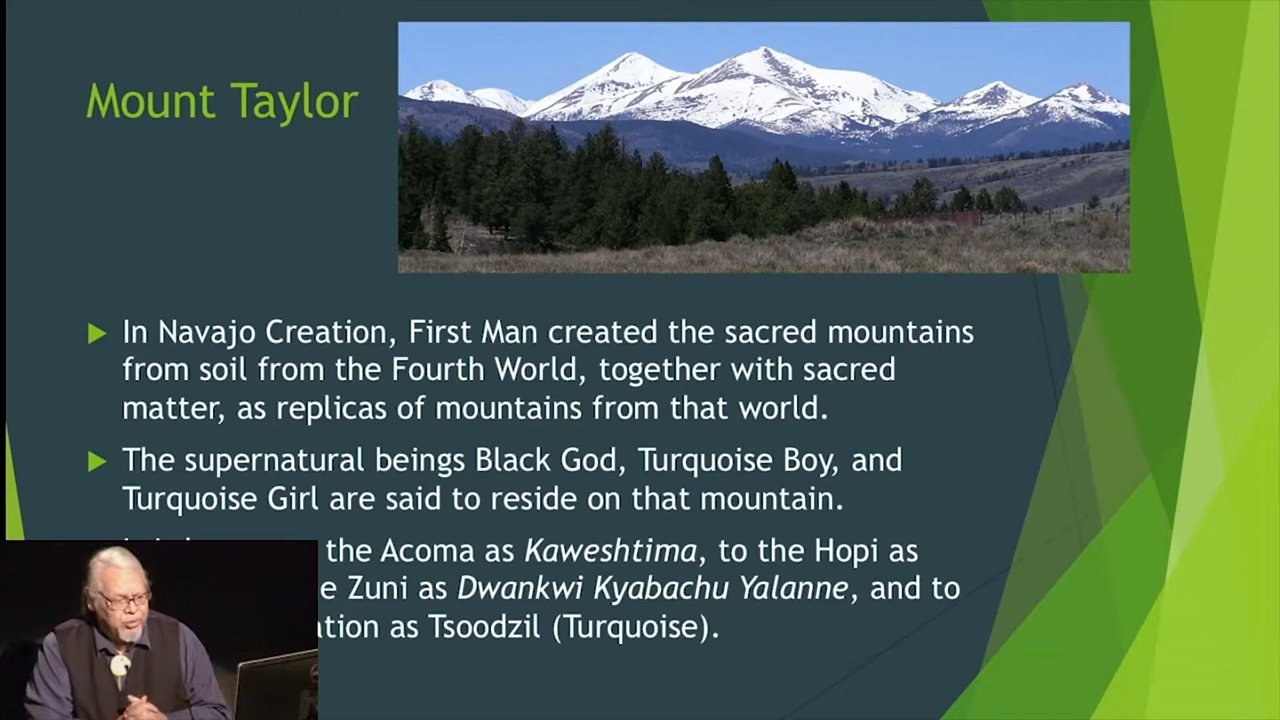 Mount Taylor
In Navajo Creation, First Man created the sacred mountains
from soil from the Fourth World, together with sacred
matter, as replicas of mountains from that world.
The supernatural beings Black God, Turquoise Boy, and
Turquoise Girl are said to reside on that mountain.
the Acoma as Kaweshtima, to the Hopi as
Zuni as Dwankwi Kyabachu Yalanne, and to
as Tsoodzil (Turquoise).